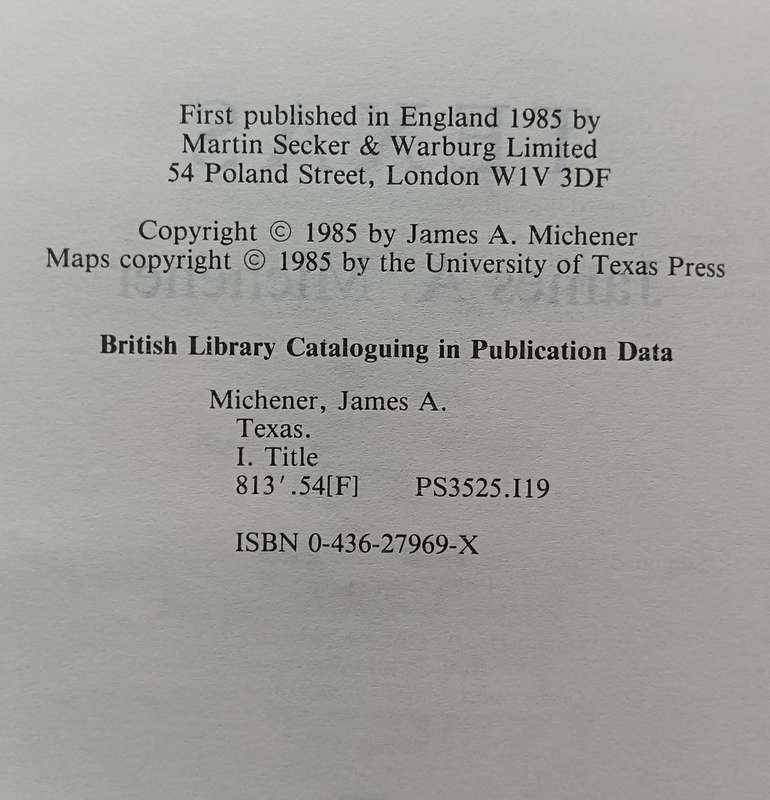 First published in England 1985 by
Martin Secker & Warburg Limited
54 Poland Street, London W1V 3DF
Copyright © 1985 by James A. Michener
Maps copyright © 1985 by the University of Texas Press
British Library Cataloguing in Publication Data
Michener, James A.
Texas.
I. Title
813′.54[F] PS3525.I19
ISBN 0-436-27969-X